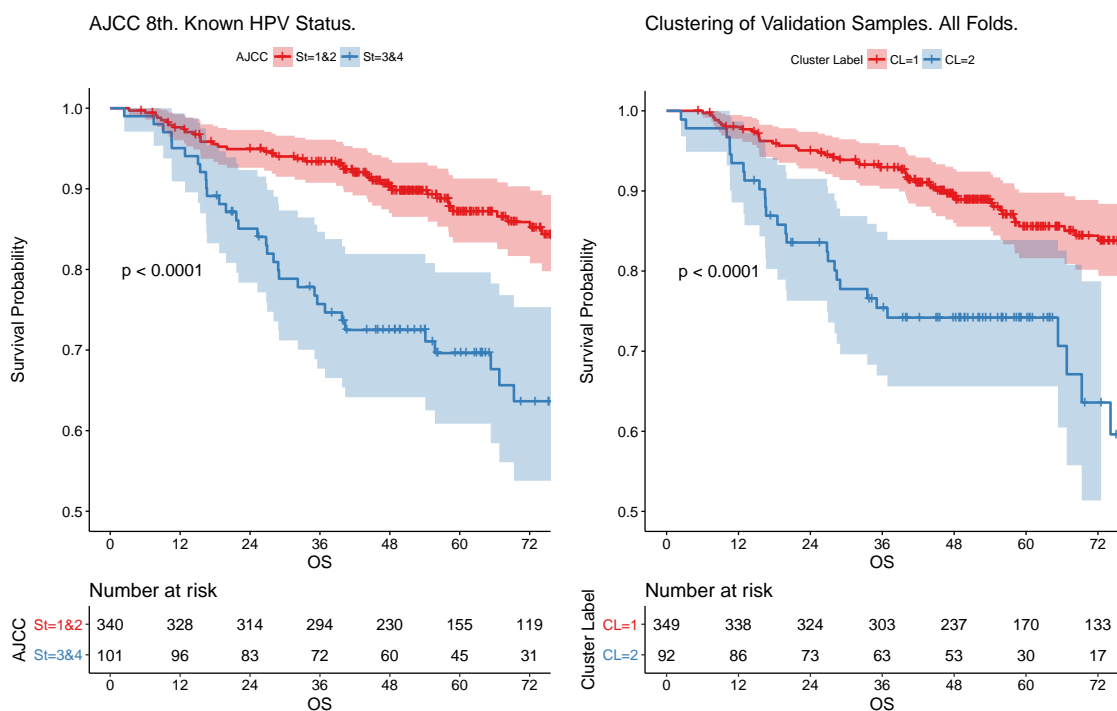 AJCC 8th. Known HPV Status.
AJCC St=1&2 St=3&4
1.0
0.9
0.8
0.7
0.6
0.5
Survival Probability
p < 0.0001
0 12 24 36 48 60 72
OS
Number at risk
AJCC
St=1&2 340 328 314 294 230 155 119
St=3&4 101 96 83 72 60 45 31
0 12 24 36 48 60 72
OS
Clustering of Validation Samples. All Folds.
Cluster Label CL=1 CL=2
1.0
0.9
0.8
0.7
0.6
0.5
Survival Probability
p < 0.0001
0 12 24 36 48 60 72
OS
Number at risk
Cluster Label
CL=1 349 338 324 303 237 170 133
CL=2 92 86 73 63 53 30 17
0 12 24 36 48 60 72
OS